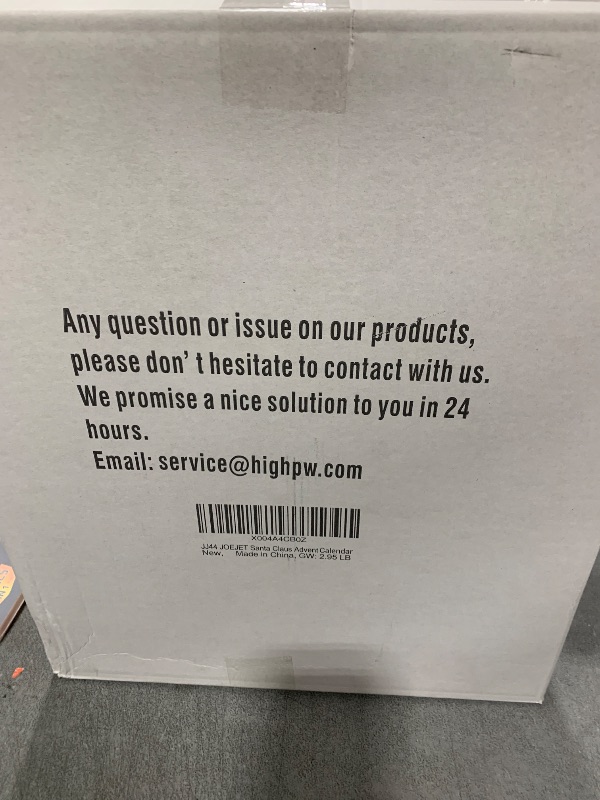 Any question or issue on our products,
please don' t hesitate to contact with us.
We promise a nice solution to you in 24
hours.
Email: service@highpw.com
X004A4CB0Z
JJ44 JOEJET Santa Claus Advent Calendar
New, Made in China, GW: 2.95 LB